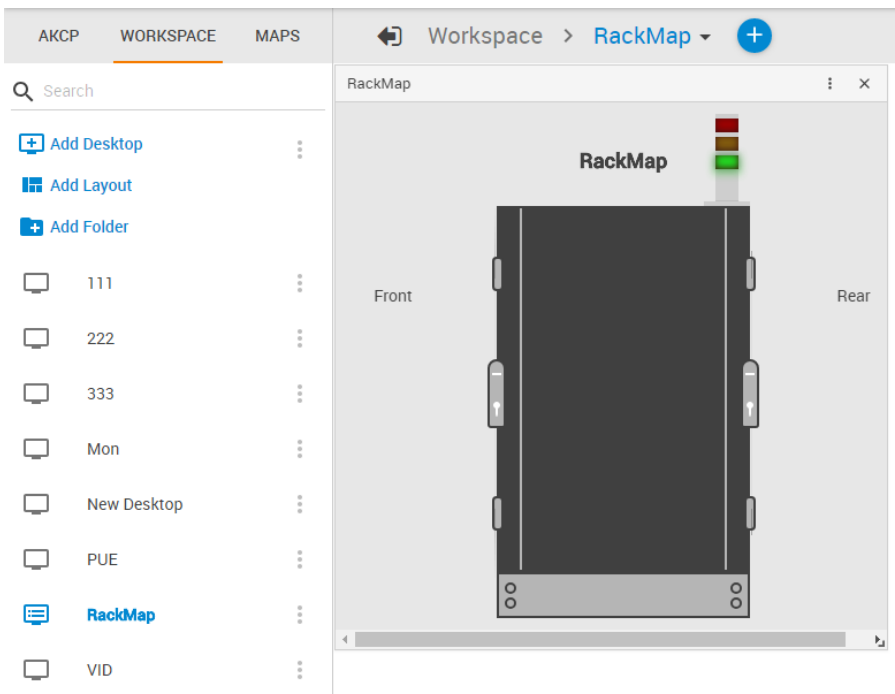 AKCP WORKSPACE MAPS
Workspace > RackMap
Search
RackMap
Add Desktop
Add Layout
Add Folder
RackMap
Front
Rear
111
222
333
Mon
New Desktop
PUE
RackMap
VID